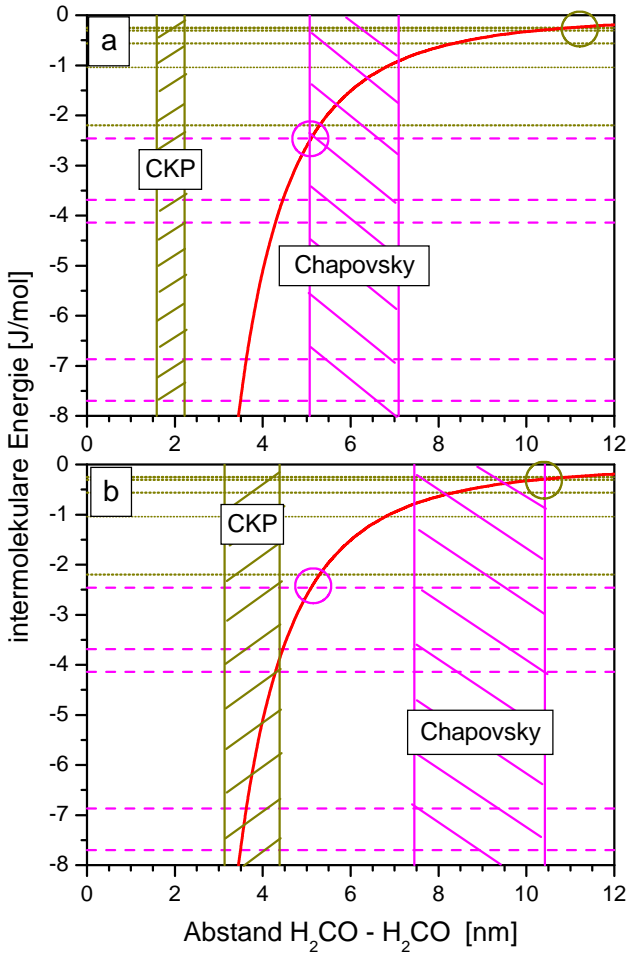 a
0
-1
-2
-3
-4
-5
-6
-7
-8
CKP
Chapovsky
0 2 4 6 8 10 12
b
0
-1
-2
-3
-4
-5
-6
-7
-8
CKP
Chapovsky
0 2 4 6 8 10 12
intermolekulare Energie [J/mol]
Abstand H₂CO - H₂CO [nm]